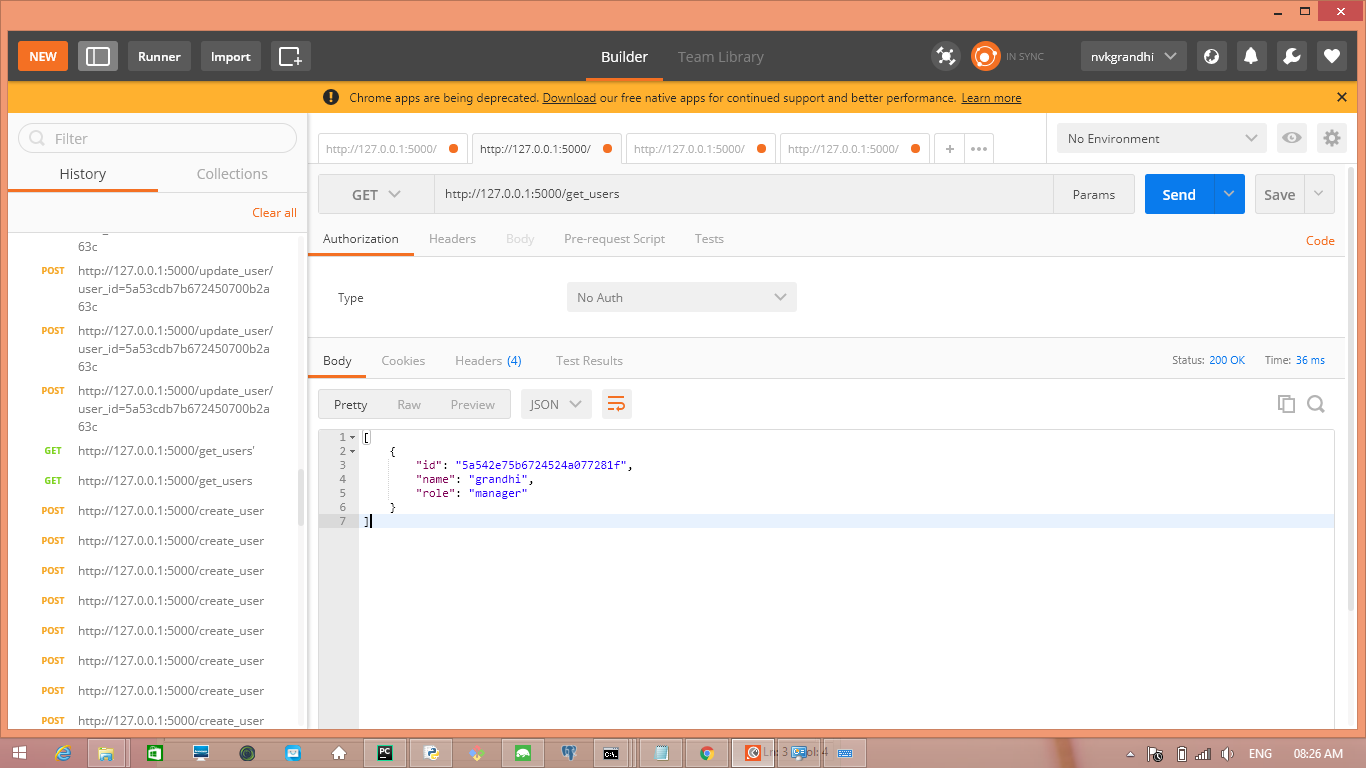 NEW
Runner
Import
Builder
Team Library
IN SYNC
nvkgrandhi
Chrome apps are being deprecated. Download our free native apps for continued support and better performance. Learn more
Filter
History
Collections
Clear all
63c
POST http://127.0.0.1:5000/update_user/
user_id=5a53cdb7b672450700b2a
63c
POST http://127.0.0.1:5000/update_user/
user_id=5a53cdb7b672450700b2a
63c
POST http://127.0.0.1:5000/update_user/
user_id=5a53cdb7b672450700b2a
63c
GET http://127.0.0.1:5000/get_users'
GET http://127.0.0.1:5000/get_users
POST http://127.0.0.1:5000/create_user
POST http://127.0.0.1:5000/create_user
POST http://127.0.0.1:5000/create_user
POST http://127.0.0.1:5000/create_user
POST http://127.0.0.1:5000/create_user
POST http://127.0.0.1:5000/create_user
POST http://127.0.0.1:5000/create_user
POST http://127.0.0.1:5000/create_user
http://127.0.0.1:5000/
http://127.0.0.1:5000/
http://127.0.0.1:5000/
http://127.0.0.1:5000/
+
•••
No Environment
GET
http://127.0.0.1:5000/get_users
Params
Send
Save
Authorization
Headers
Body
Pre-request Script
Tests
Code
Type
No Auth
Body
Cookies
Headers (4)
Test Results
Status: 200 OK
Time: 36 ms
Pretty
Raw
Preview
JSON
1 [
2 {
3 "id": "5a542e75b6724524a077281f",
4 "name": "grandhi",
5 "role": "manager"
6 }
7 ]
PC
ENG
08:26 AM